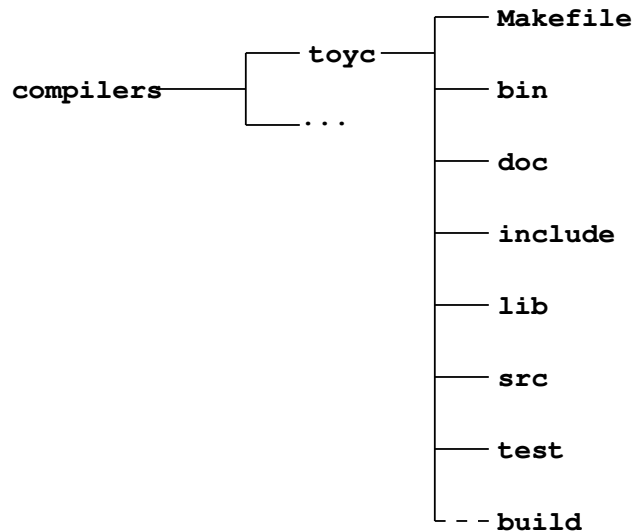 Makefile
toyc
compilers
bin
...
doc
include
lib
src
test
build